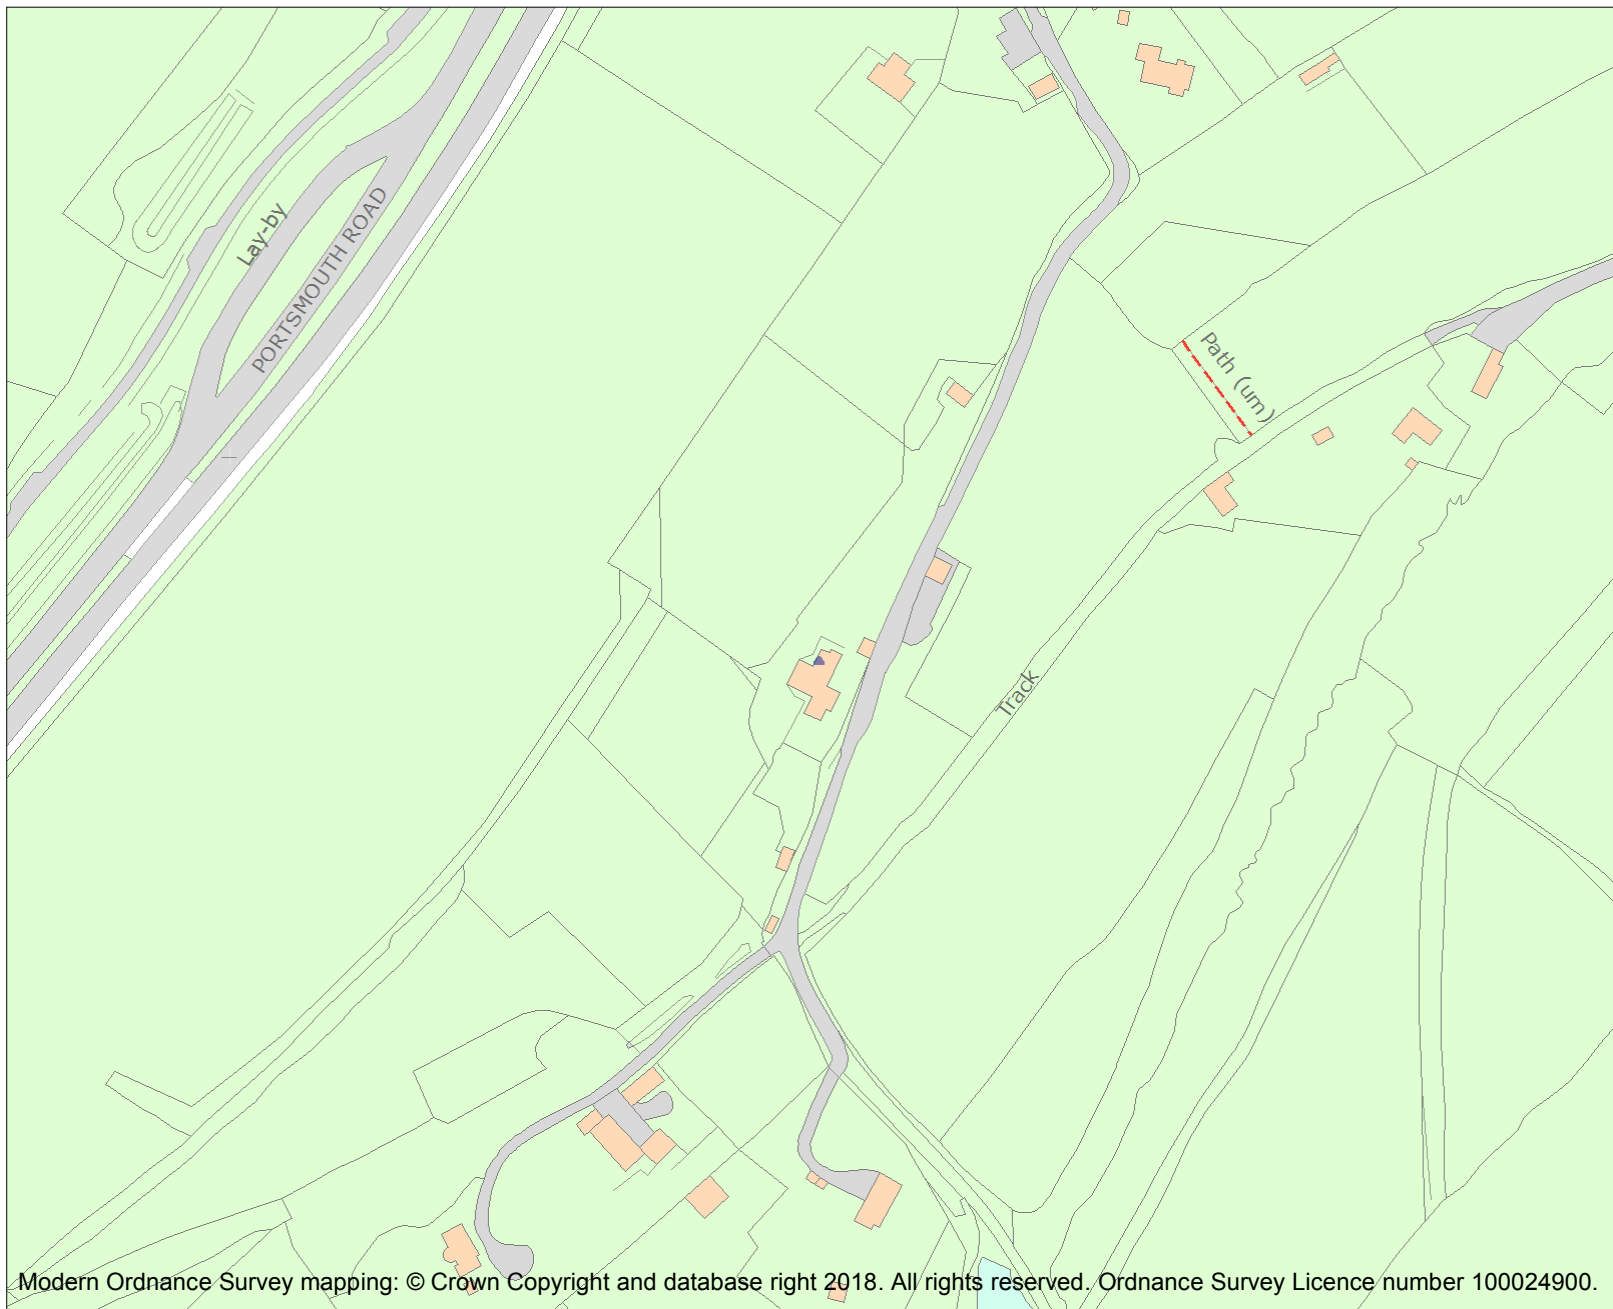 Lay-by
PORTSMOUTH ROAD
Path (um)
Track
Modern Ordnance Survey mapping: © Crown Copyright and database right 2018. All rights reserved. Ordnance Survey Licence number 100024900.